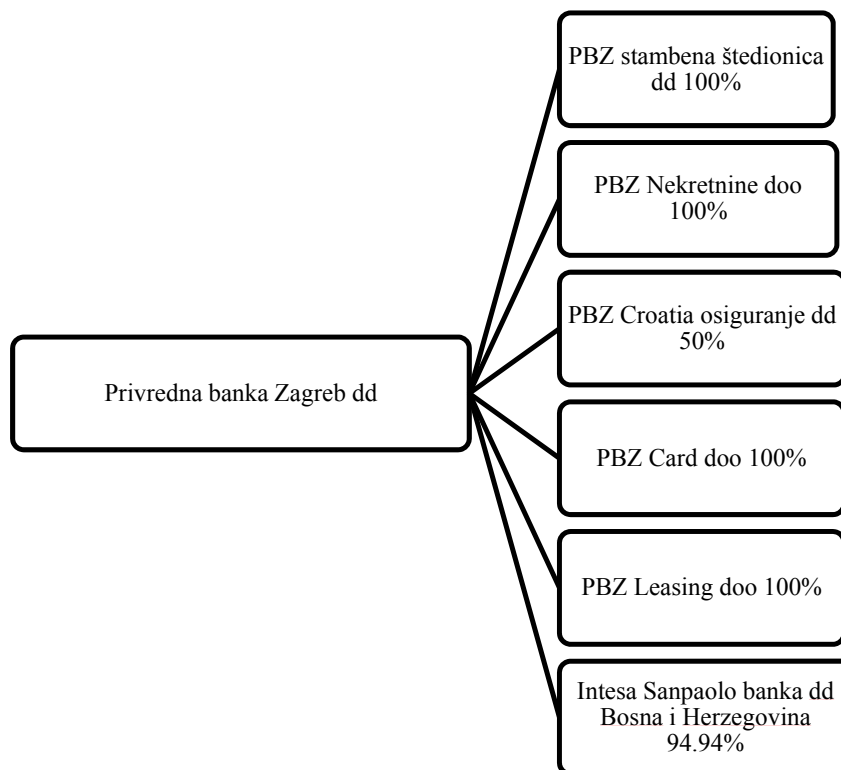 PBZ stambena štedionica
dd 100%
PBZ Nekretnine doo
100%
PBZ Croatia osiguranje dd
50%
Privredna banka Zagreb dd
PBZ Card doo 100%
PBZ Leasing doo 100%
Intesa Sanpaolo banka dd
Bosna i Herzegovina
94.94%